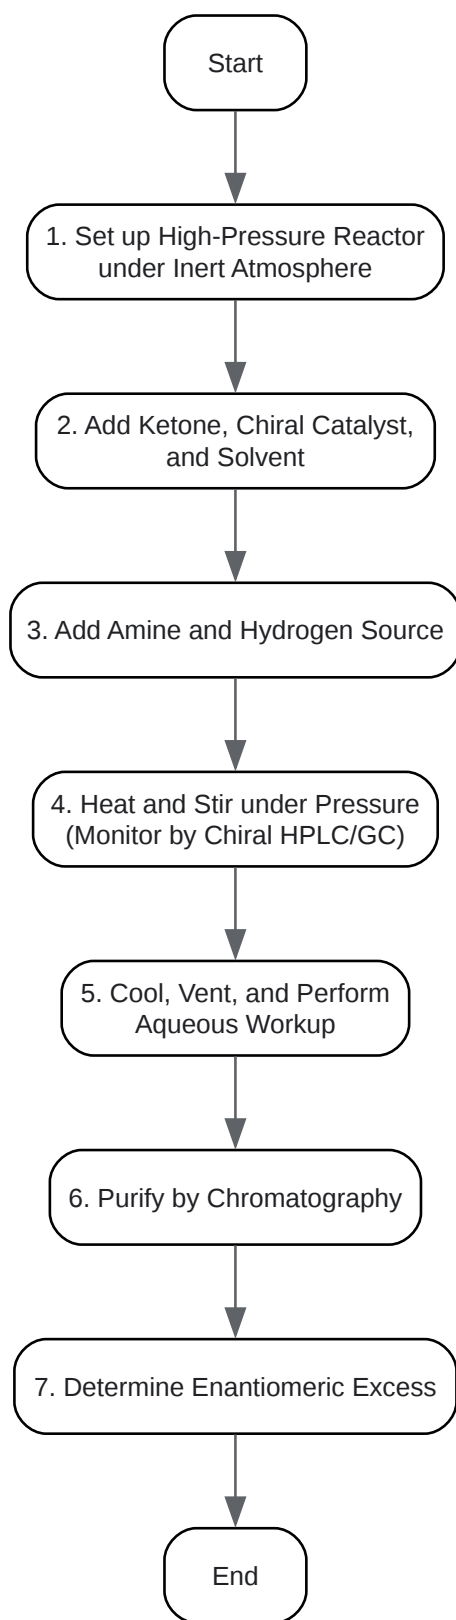 Start
1. Set up High-Pressure Reactor
under Inert Atmosphere
2. Add Ketone, Chiral Catalyst,
and Solvent
3. Add Amine and Hydrogen Source
4. Heat and Stir under Pressure
(Monitor by Chiral HPLC/GC)
5. Cool, Vent, and Perform
Aqueous Workup
6. Purify by Chromatography
7. Determine Enantiomeric Excess
End